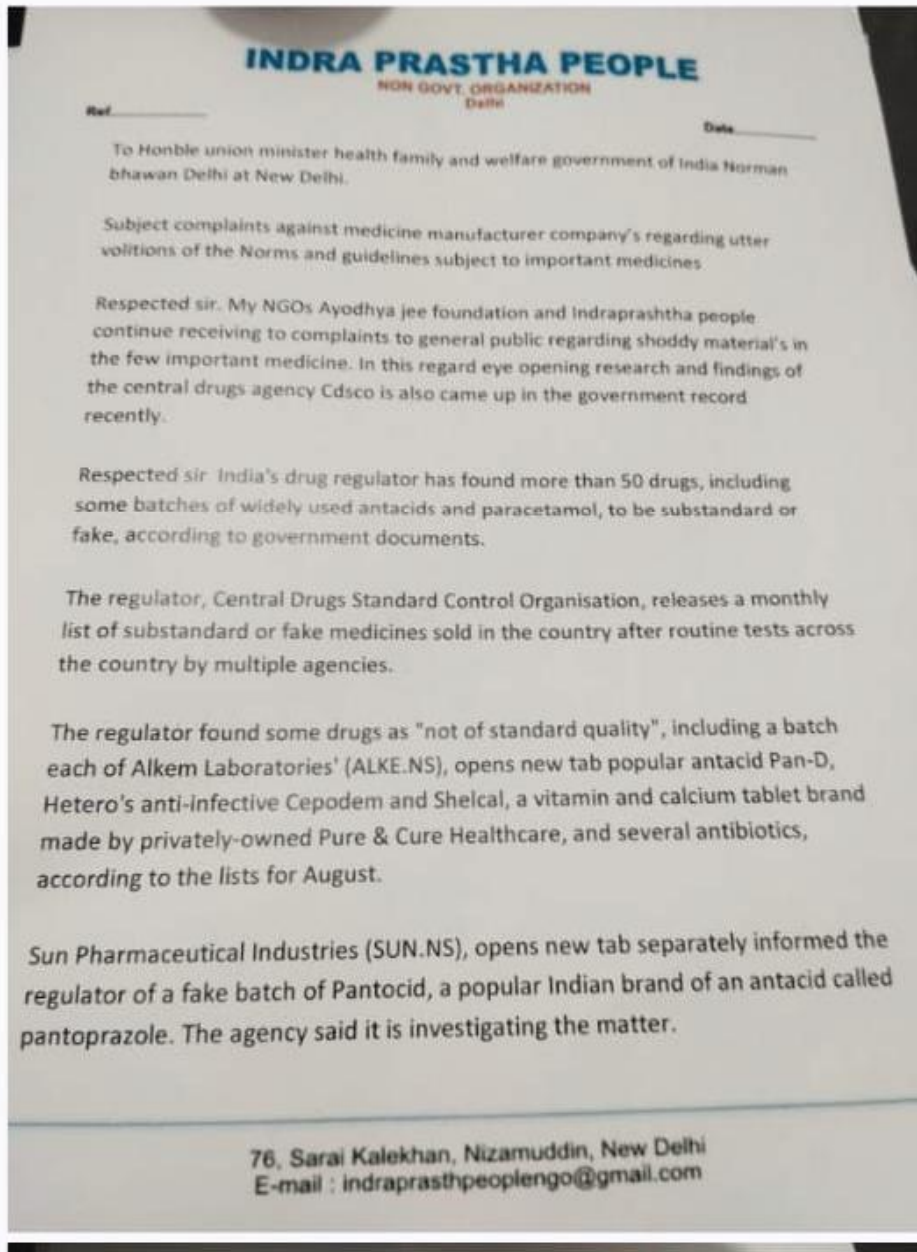 INDRA PRASTHA PEOPLE
NON GOVT. ORGANIZATION
Delhi
Ref
Date
To Honble union minister health family and welfare government of India Norman
bhawan Delhi at New Delhi.
Subject complaints against medicine manufacturer company's regarding utter
volitions of the Norms and guidelines subject to important medicines
Respected sir. My NGOs Ayodhya jee foundation and Indraprashtha people
continue receiving to complaints to general public regarding shoddy material's in
the few important medicine. In this regard eye opening research and findings of
the central drugs agency Cdsco is also came up in the government record
recently.
Respected sir India's drug regulator has found more than 50 drugs, including
some batches of widely used antacids and paracetamol, to be substandard or
fake, according to government documents.
The regulator, Central Drugs Standard Control Organisation, releases a monthly
list of substandard or fake medicines sold in the country after routine tests across
the country by multiple agencies.
The regulator found some drugs as "not of standard quality", including a batch
each of Alkem Laboratories' (ALKE.NS), opens new tab popular antacid Pan-D,
Hetero's anti-infective Cepodem and Shelcal, a vitamin and calcium tablet brand
made by privately-owned Pure & Cure Healthcare, and several antibiotics,
according to the lists for August.
Sun Pharmaceutical Industries (SUN.NS), opens new tab separately informed the
regulator of a fake batch of Pantocid, a popular Indian brand of an antacid called
pantoprazole. The agency said it is investigating the matter.
76, Sarai Kalekhan, Nizamuddin, New Delhi
E-mail : indraprasthpeoplengo@gmail.com